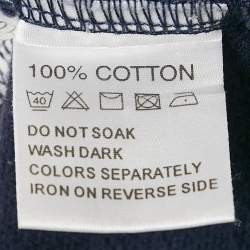 100% COTTON
40
DO NOT SOAK
WASH DARK
COLORS SEPARATELY
IRON ON REVERSE SIDE